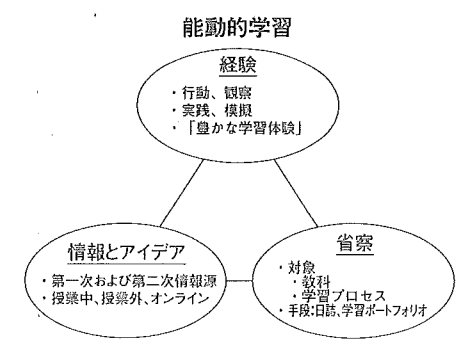 能動的学習
経験
・行動、観察
・実践、模擬
・「豊かな学習体験」
情報とアイデア
・第一次および第二次情報源
・授業中、授業外、オンライン
省察
・対象
・教科
・学習プロセス
・手段:日誌、学習ポートフォリオ